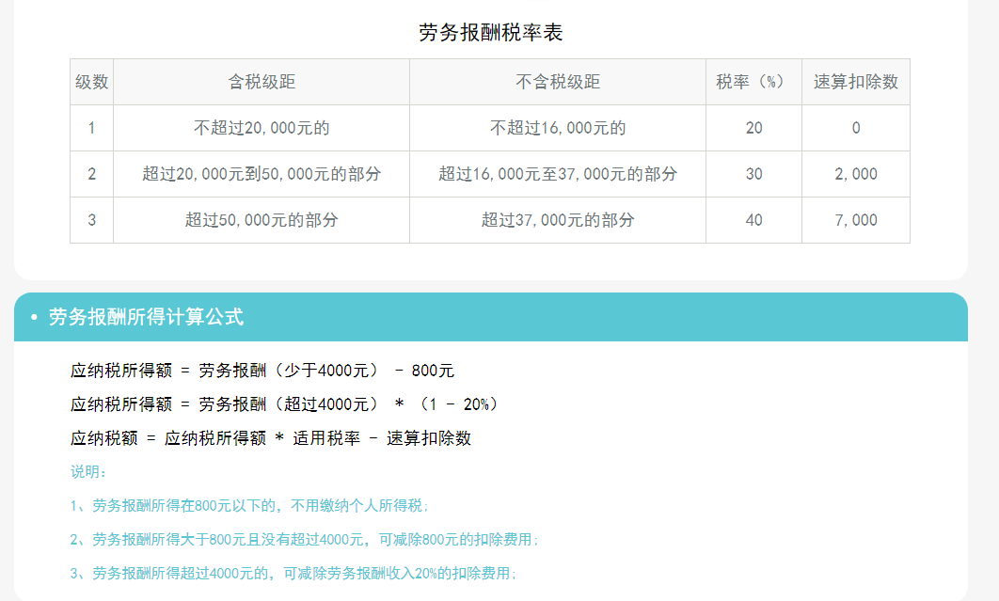 劳务报酬税率表
级数 含税级距 不含税级距 税率（%） 速算扣除数
1 不超过20,000元的 不超过16,000元的 20 0
2 超过20,000元到50,000元的部分 超过16,000元至37,000元的部分 30 2,000
3 超过50,000元的部分 超过37,000元的部分 40 7,000
• 劳务报酬所得计算公式
应纳税所得额 = 劳务报酬（少于4000元） - 800元
应纳税所得额 = 劳务报酬（超过4000元） * （1 - 20%）
应纳税额 = 应纳税所得额 * 适用税率 - 速算扣除数
说明:
1、劳务报酬所得在800元以下的，不用缴纳个人所得税;
2、劳务报酬所得大于800元且没有超过4000元，可减除800元的扣除费用;
3、劳务报酬所得超过4000元的，可减除劳务报酬收入20%的扣除费用;